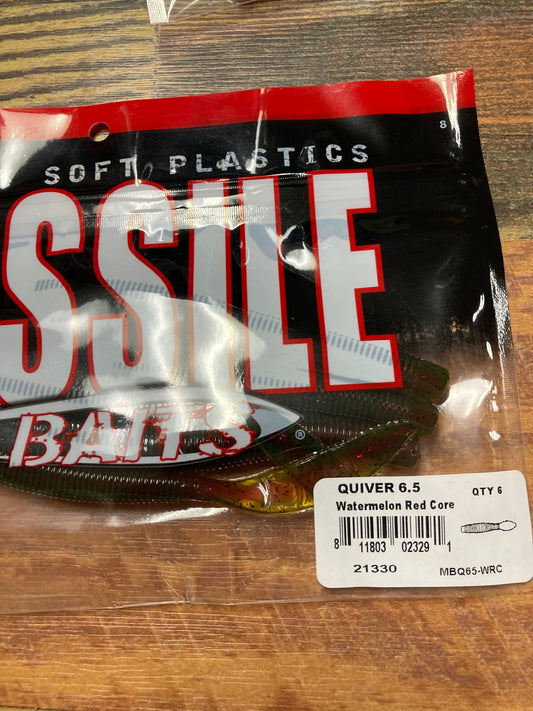 8
SOFT PLASTICS
SSILE
BAITS®
QUIVER 6.5 QTY 6
Watermelon Red Core
8 11803 02329 1
21330 MBQ65-WRC